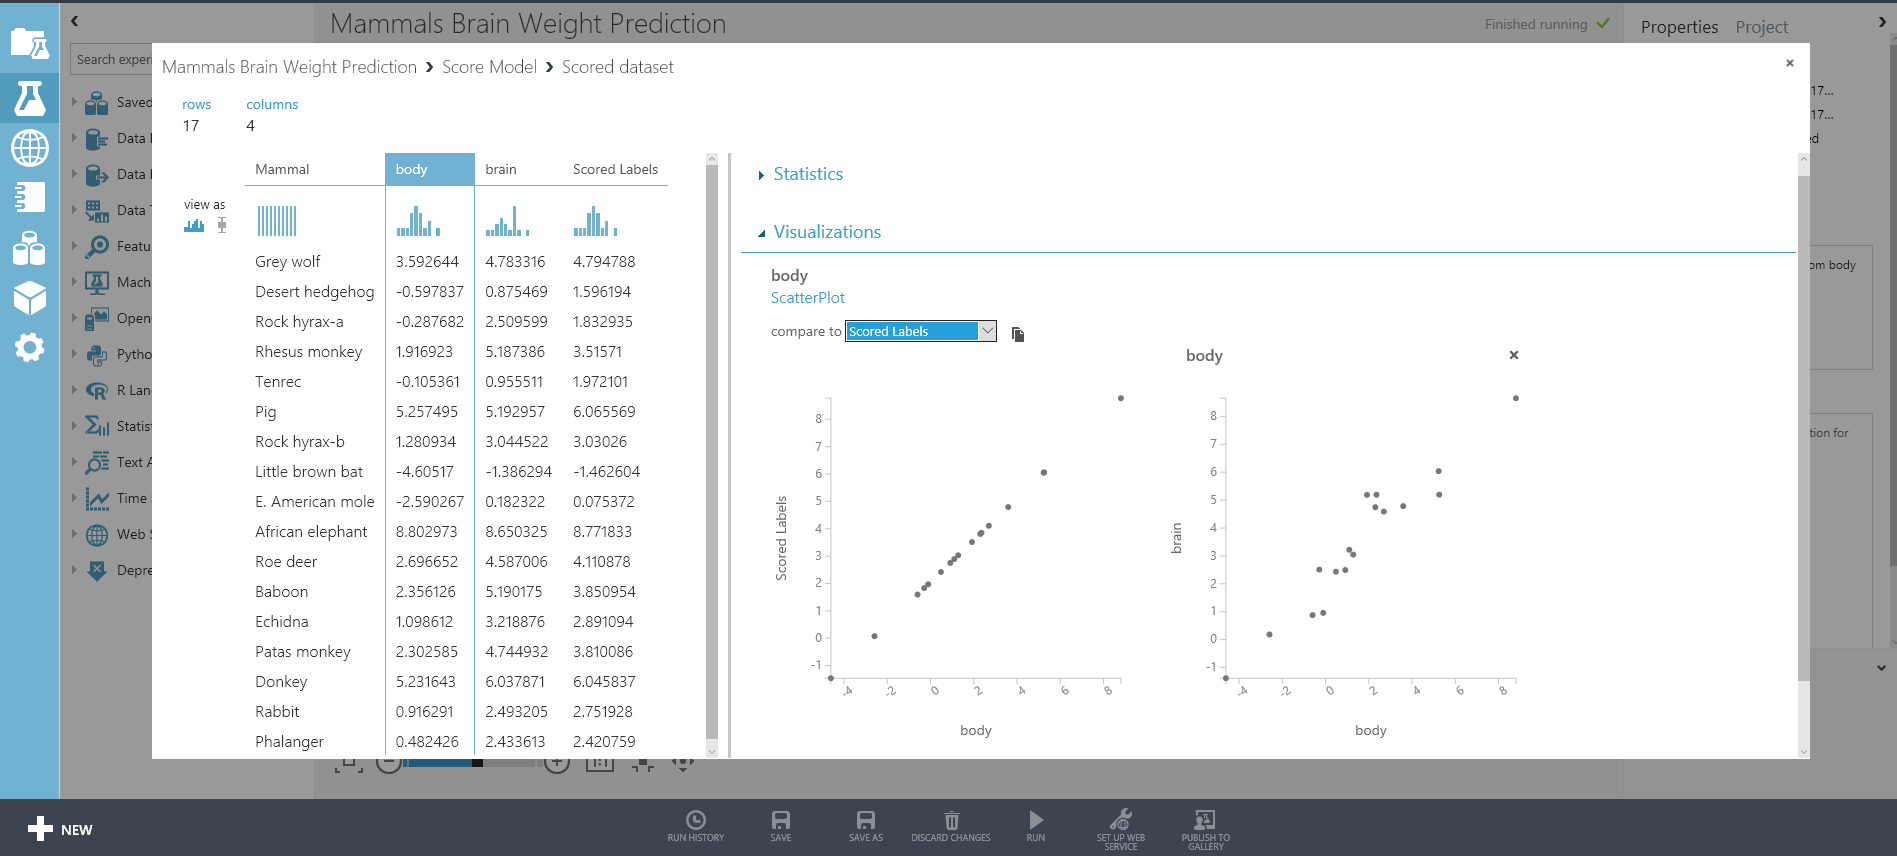 Mammals Brain Weight Prediction
Finished running
Properties Project
Search experi
Saved
Data
Data
Data
Featu
Mach
Open
Pytho
R Lan
Statist
Text A
Time
Web S
Depre
Mammals Brain Weight Prediction › Score Model › Scored dataset
rows columns
17 4
Mammal body brain Scored Labels
view as
Grey wolf 3.592644 4.783316 4.794788
Desert hedgehog -0.597837 0.875469 1.596194
Rock hyrax-a -0.287682 2.509599 1.832935
Rhesus monkey 1.916923 5.187386 3.51571
Tenrec -0.105361 0.955511 1.972101
Pig 5.257495 5.192957 6.065569
Rock hyrax-b 1.280934 3.044522 3.03026
Little brown bat -4.60517 -1.386294 -1.462604
E. American mole -2.590267 0.182322 0.075372
African elephant 8.802973 8.650325 8.771833
Roe deer 2.696652 4.587006 4.110878
Baboon 2.356126 5.190175 3.850954
Echidna 1.098612 3.218876 2.891094
Patas monkey 2.302585 4.744932 3.810086
Donkey 5.231643 6.037871 6.045837
Rabbit 0.916291 2.493205 2.751928
Phalanger 0.482426 2.433613 2.420759
Statistics
Visualizations
body
ScatterPlot
compare to Scored Labels
Scored Labels
8
7
6
5
4
3
2
1
0
-1
-4 -2 0 2 4 6 8
body
body
brain
8
7
6
5
4
3
2
1
0
-1
-4 -2 0 2 4 6 8
body
17...
17...
ed
om body
tion for
1:1
NEW
RUN HISTORY
SAVE
SAVE AS
DISCARD CHANGES
RUN
SET UP WEB
SERVICE
PUBLISH TO
GALLERY